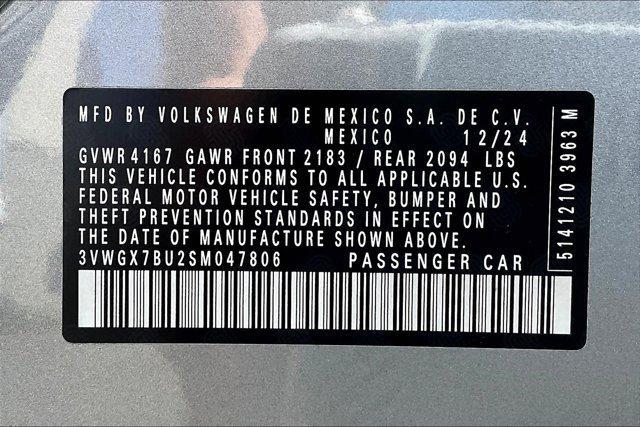 MFD BY VOLKSWAGEN DE MEXICO S.A. DE C.V.
MEXICO 12/24
GVWR 4167 GAWR FRONT 2183 / REAR 2094 LBS
THIS VEHICLE CONFORMS TO ALL APPLICABLE U.S.
FEDERAL MOTOR VEHICLE SAFETY, BUMPER AND
THEFT PREVENTION STANDARDS IN EFFECT ON
THE DATE OF MANUFACTURE SHOWN ABOVE.
3VWGX7BU2SM047806 PASSENGER CAR
5141210 3963 M